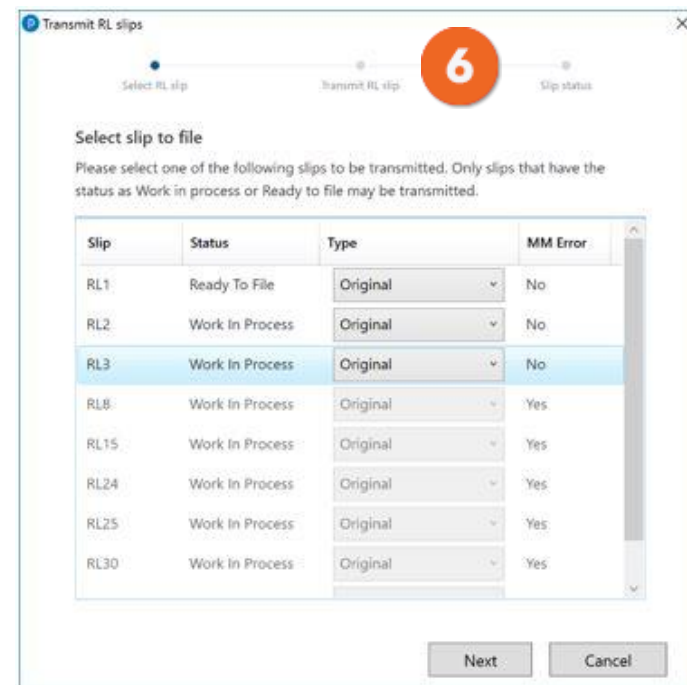 Transmit RL slips
6
Select RL slip Transmit RL slip Slip status
Select slip to file
Please select one of the following slips to be transmitted. Only slips that have the
status as Work in process or Ready to file may be transmitted.
Slip Status Type MM Error
RL1 Ready To File Original No
RL2 Work In Process Original No
RL3 Work In Process Original No
RL8 Work In Process Original Yes
RL15 Work In Process Original Yes
RL24 Work In Process Original Yes
RL25 Work In Process Original Yes
RL30 Work In Process Original Yes
Next Cancel